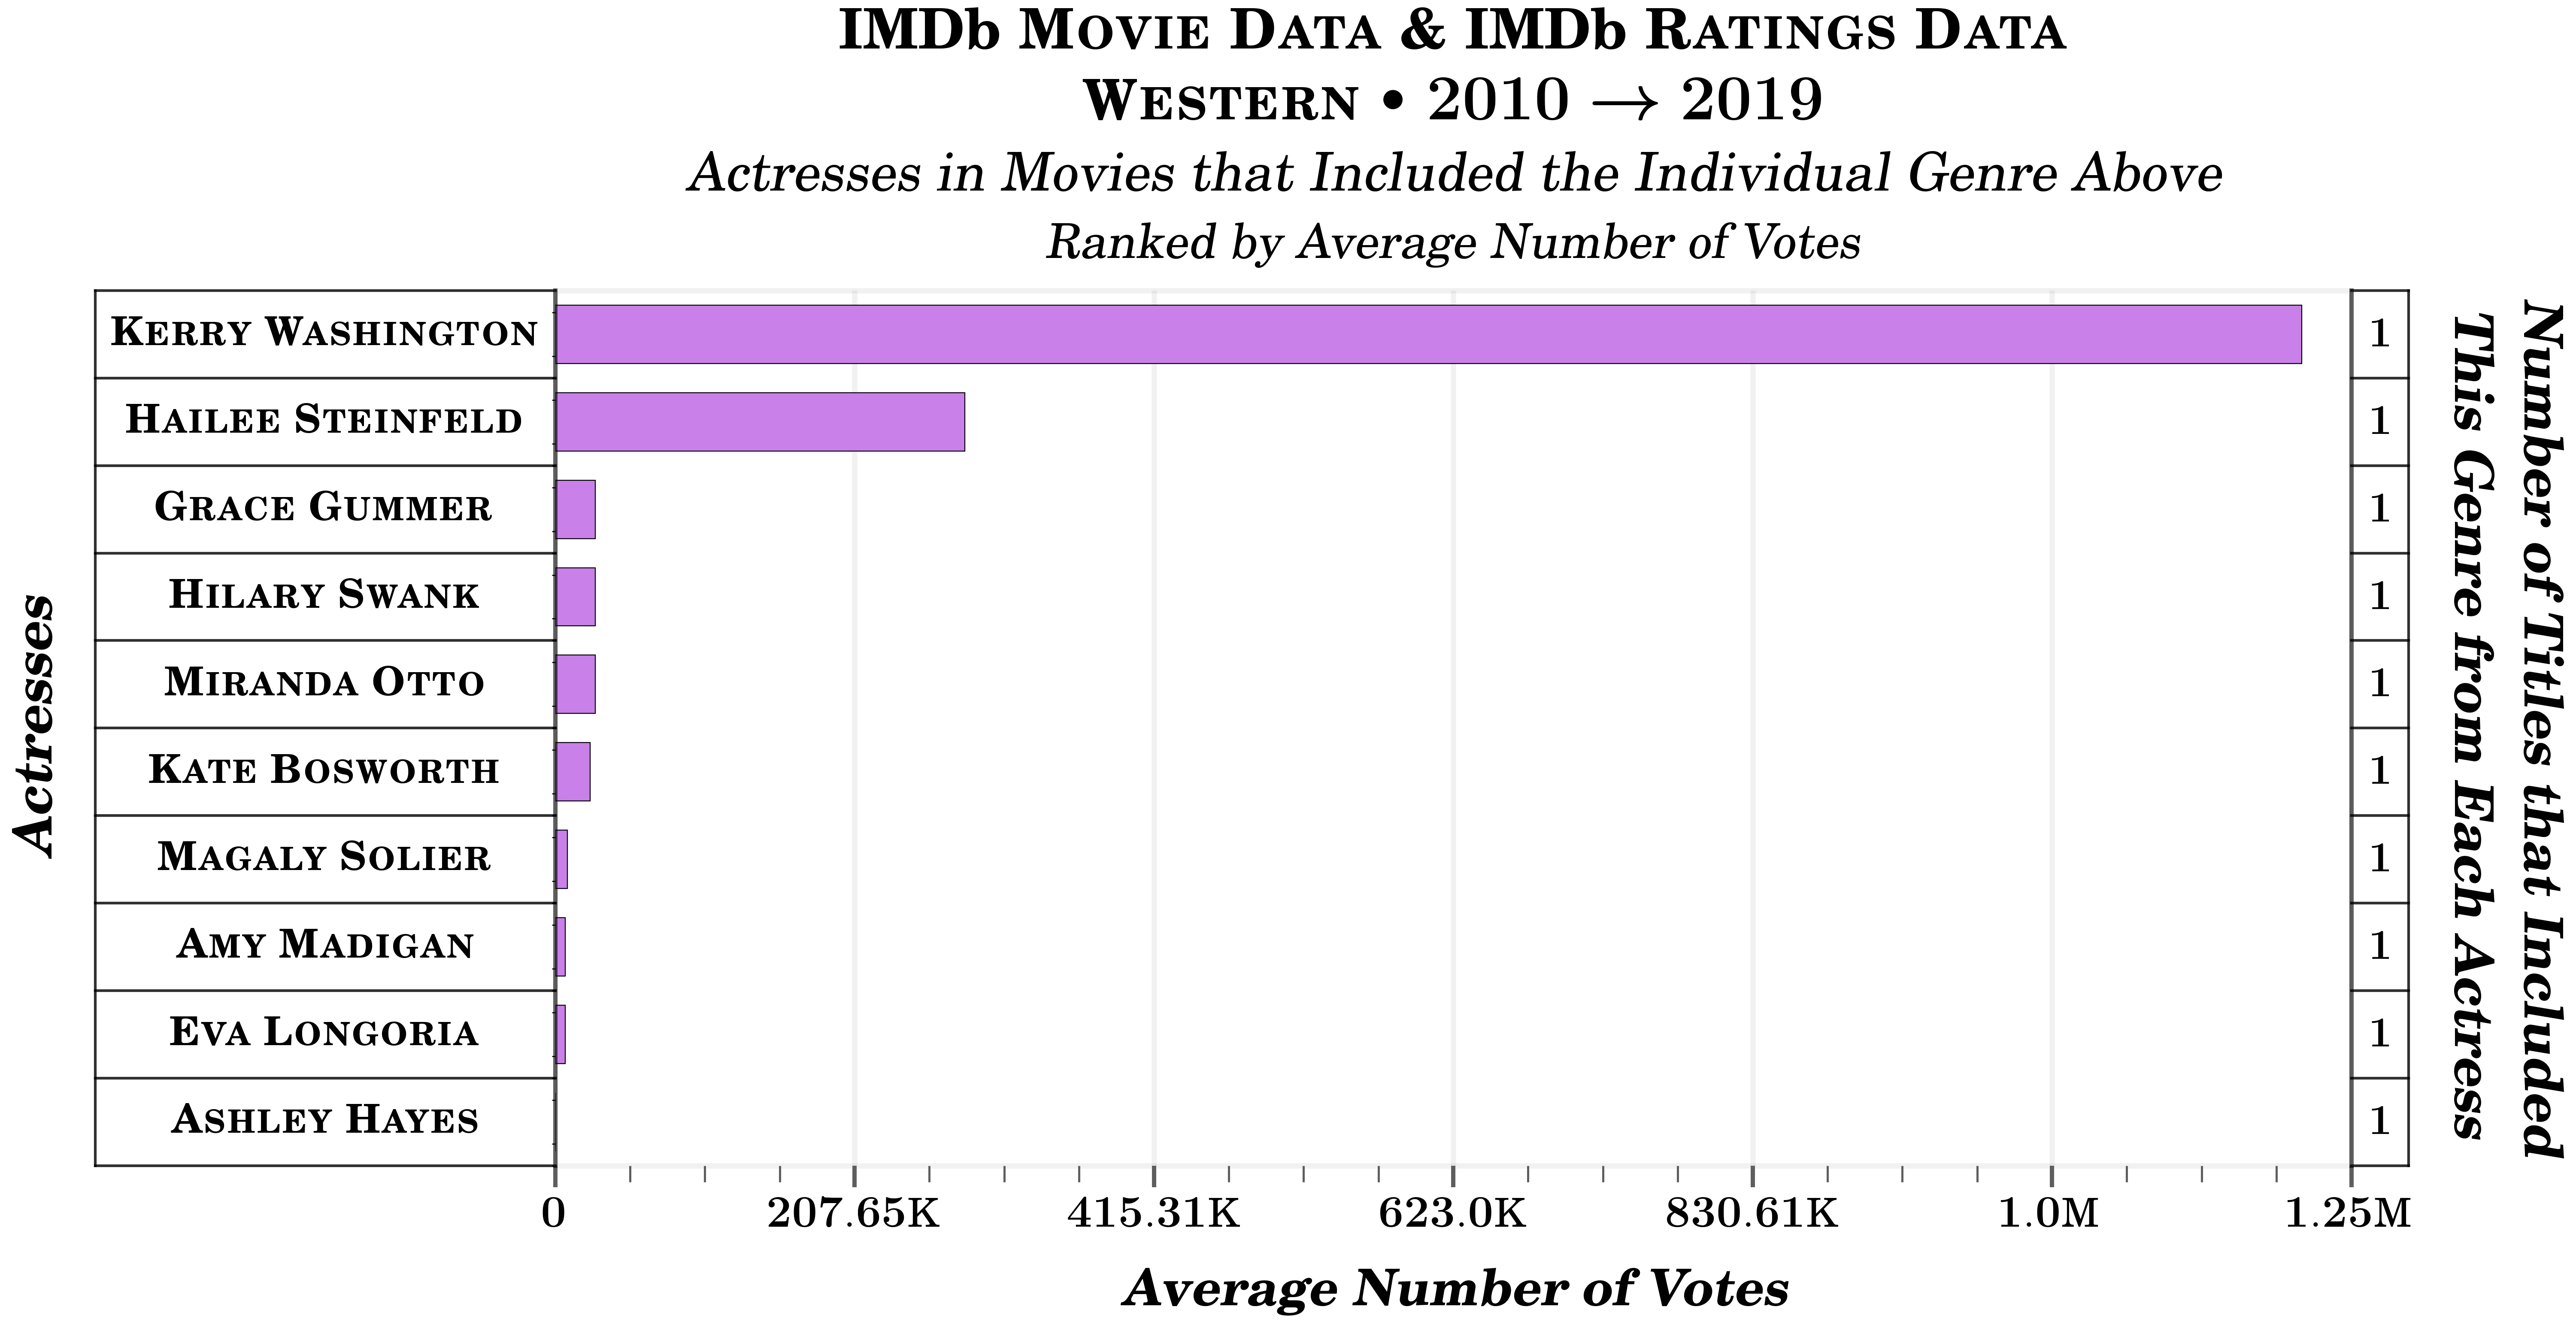 IMDb Movie Data & IMDb Ratings Data
Western • 2010 → 2019
Actresses in Movies that Included the Individual Genre Above
Ranked by Average Number of Votes
Actresses
Kerry Washington 1
Hailee Steinfeld 1
Grace Gummer 1
Hilary Swank 1
Miranda Otto 1
Kate Bosworth 1
Magaly Solier 1
Amy Madigan 1
Eva Longoria 1
Ashley Hayes 1
0 207.65K 415.31K 623.0K 830.61K 1.0M 1.25M
Average Number of Votes
Number of Titles that Included
This Genre from Each Actress